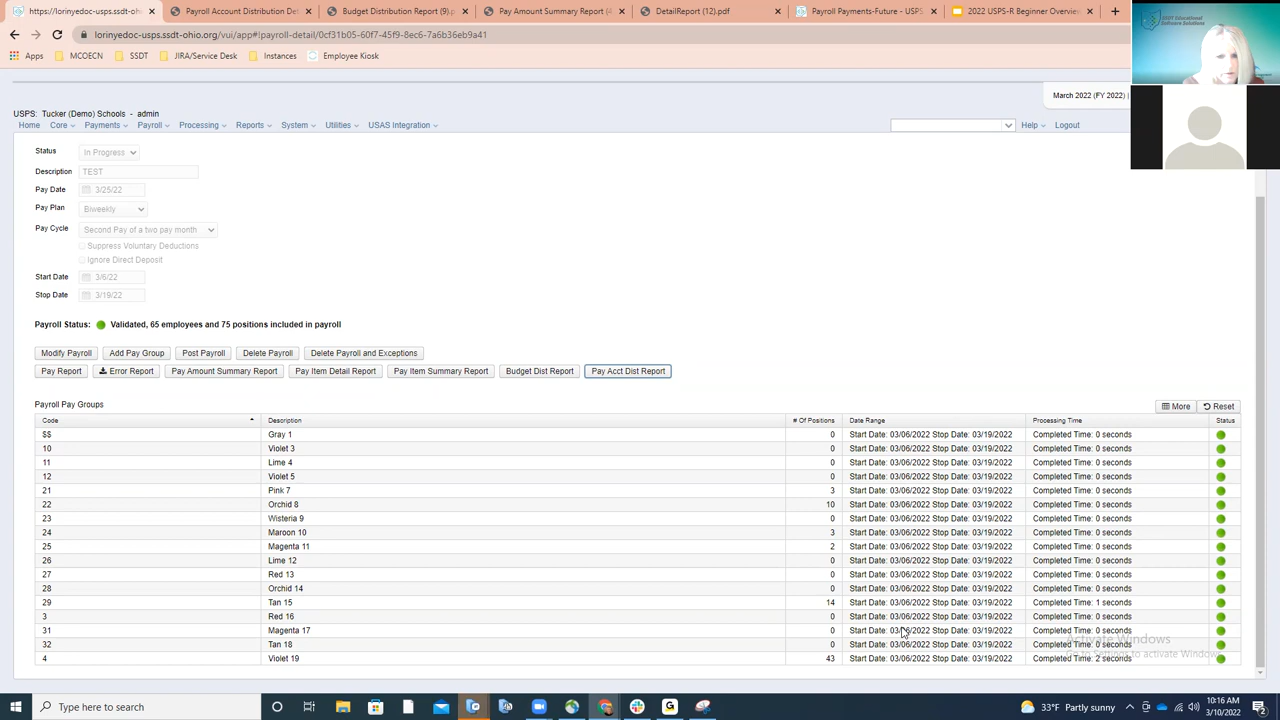 https://lorinyedoc-usps.ssdt-oh
Payroll Account Distribution De
Budget Distribution Report (9).p
Pay Amount Summary Report (4
DetailReport (12).pdf
Payroll Payments-Future - USPS
2022 USPS-R Beginner Overvie
Apps MCOECN SSDT JIRA/Service Desk Instances Employee Kiosk
March 2022 (FY 2022) |
USPS: Tucker (Demo) Schools - admin
Home Core Payments Payroll Processing Reports System Utilities USAS Integration Help Logout
Status In Progress
Description TEST
Pay Date 3/25/22
Pay Plan Biweekly
Pay Cycle Second Pay of a two pay month
Suppress Voluntary Deductions
Ignore Direct Deposit
Start Date 3/6/22
Stop Date 3/19/22
Payroll Status: Validated, 65 employees and 75 positions included in payroll
Modify Payroll Add Pay Group Post Payroll Delete Payroll Delete Payroll and Exceptions
Pay Report Error Report Pay Amount Summary Report Pay Item Detail Report Pay Item Summary Report Budget Dist Report Pay Acct Dist Report
Payroll Pay Groups More Reset
Code Description # Of Positions Date Range Processing Time Status
$$ Gray 1 0 Start Date: 03/06/2022 Stop Date: 03/19/2022 Completed Time: 0 seconds
10 Violet 3 0 Start Date: 03/06/2022 Stop Date: 03/19/2022 Completed Time: 0 seconds
11 Lime 4 0 Start Date: 03/06/2022 Stop Date: 03/19/2022 Completed Time: 0 seconds
12 Violet 5 0 Start Date: 03/06/2022 Stop Date: 03/19/2022 Completed Time: 0 seconds
21 Pink 7 3 Start Date: 03/06/2022 Stop Date: 03/19/2022 Completed Time: 0 seconds
22 Orchid 8 10 Start Date: 03/06/2022 Stop Date: 03/19/2022 Completed Time: 0 seconds
23 Wisteria 9 0 Start Date: 03/06/2022 Stop Date: 03/19/2022 Completed Time: 0 seconds
24 Maroon 10 3 Start Date: 03/06/2022 Stop Date: 03/19/2022 Completed Time: 0 seconds
25 Magenta 11 2 Start Date: 03/06/2022 Stop Date: 03/19/2022 Completed Time: 0 seconds
26 Lime 12 0 Start Date: 03/06/2022 Stop Date: 03/19/2022 Completed Time: 0 seconds
27 Red 13 0 Start Date: 03/06/2022 Stop Date: 03/19/2022 Completed Time: 0 seconds
28 Orchid 14 0 Start Date: 03/06/2022 Stop Date: 03/19/2022 Completed Time: 0 seconds
29 Tan 15 14 Start Date: 03/06/2022 Stop Date: 03/19/2022 Completed Time: 1 seconds
3 Red 16 0 Start Date: 03/06/2022 Stop Date: 03/19/2022 Completed Time: 0 seconds
31 Magenta 17 0 Start Date: 03/06/2022 Stop Date: 03/19/2022 Completed Time: 0 seconds
32 Tan 18 0 Start Date: 03/06/2022 Stop Date: 03/19/2022 Completed Time: 0 seconds
4 Violet 19 43 Start Date: 03/06/2022 Stop Date: 03/19/2022 Completed Time: 2 seconds
Activate Windows
Go to Settings to activate Windows.
Type here to search
33°F Partly sunny
10:16 AM
3/10/2022